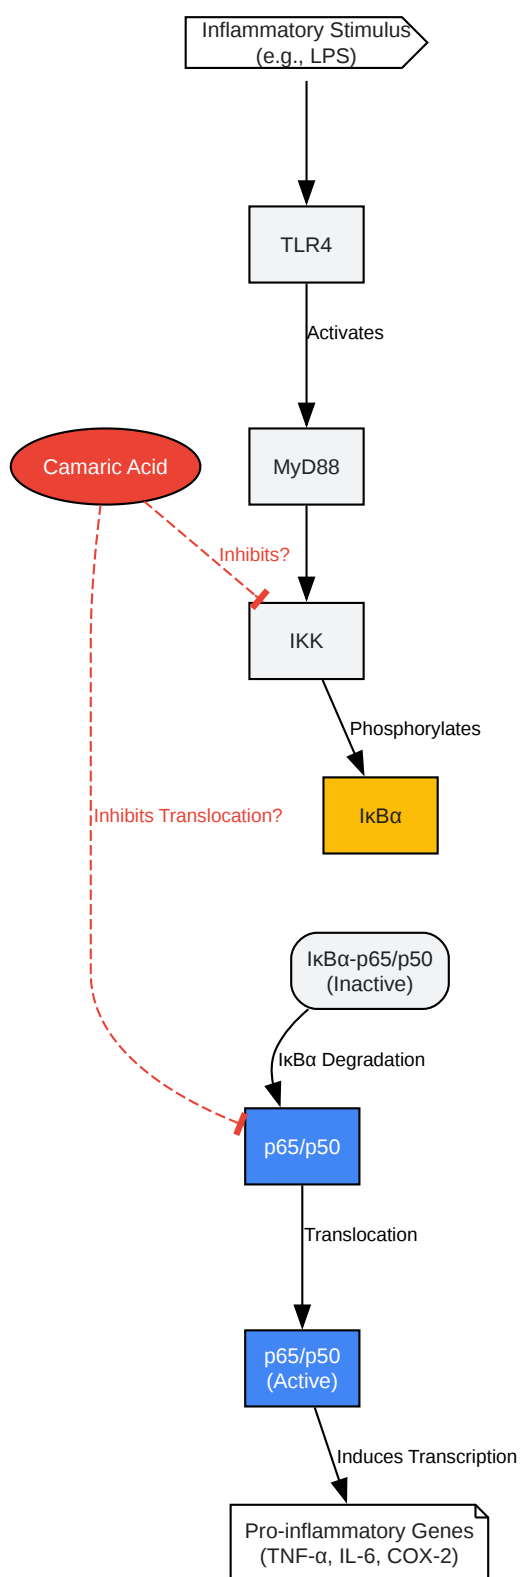 Inflammatory Stimulus
(e.g., LPS)
TLR4
Activates
MyD88
Camaric Acid
Inhibits?
IKK
Phosphorylates
IκBα
Inhibits Translocation?
IκBα-p65/p50
(Inactive)
IκBα Degradation
p65/p50
Translocation
p65/p50
(Active)
Induces Transcription
Pro-inflammatory Genes
(TNF-α, IL-6, COX-2)